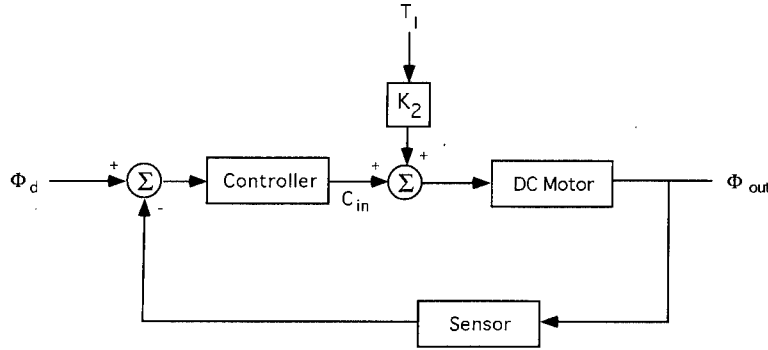 T_l
K_2
Φ_d
+
Σ
-
Controller
+
C_in
+
Σ
DC Motor
Φ_out
Sensor